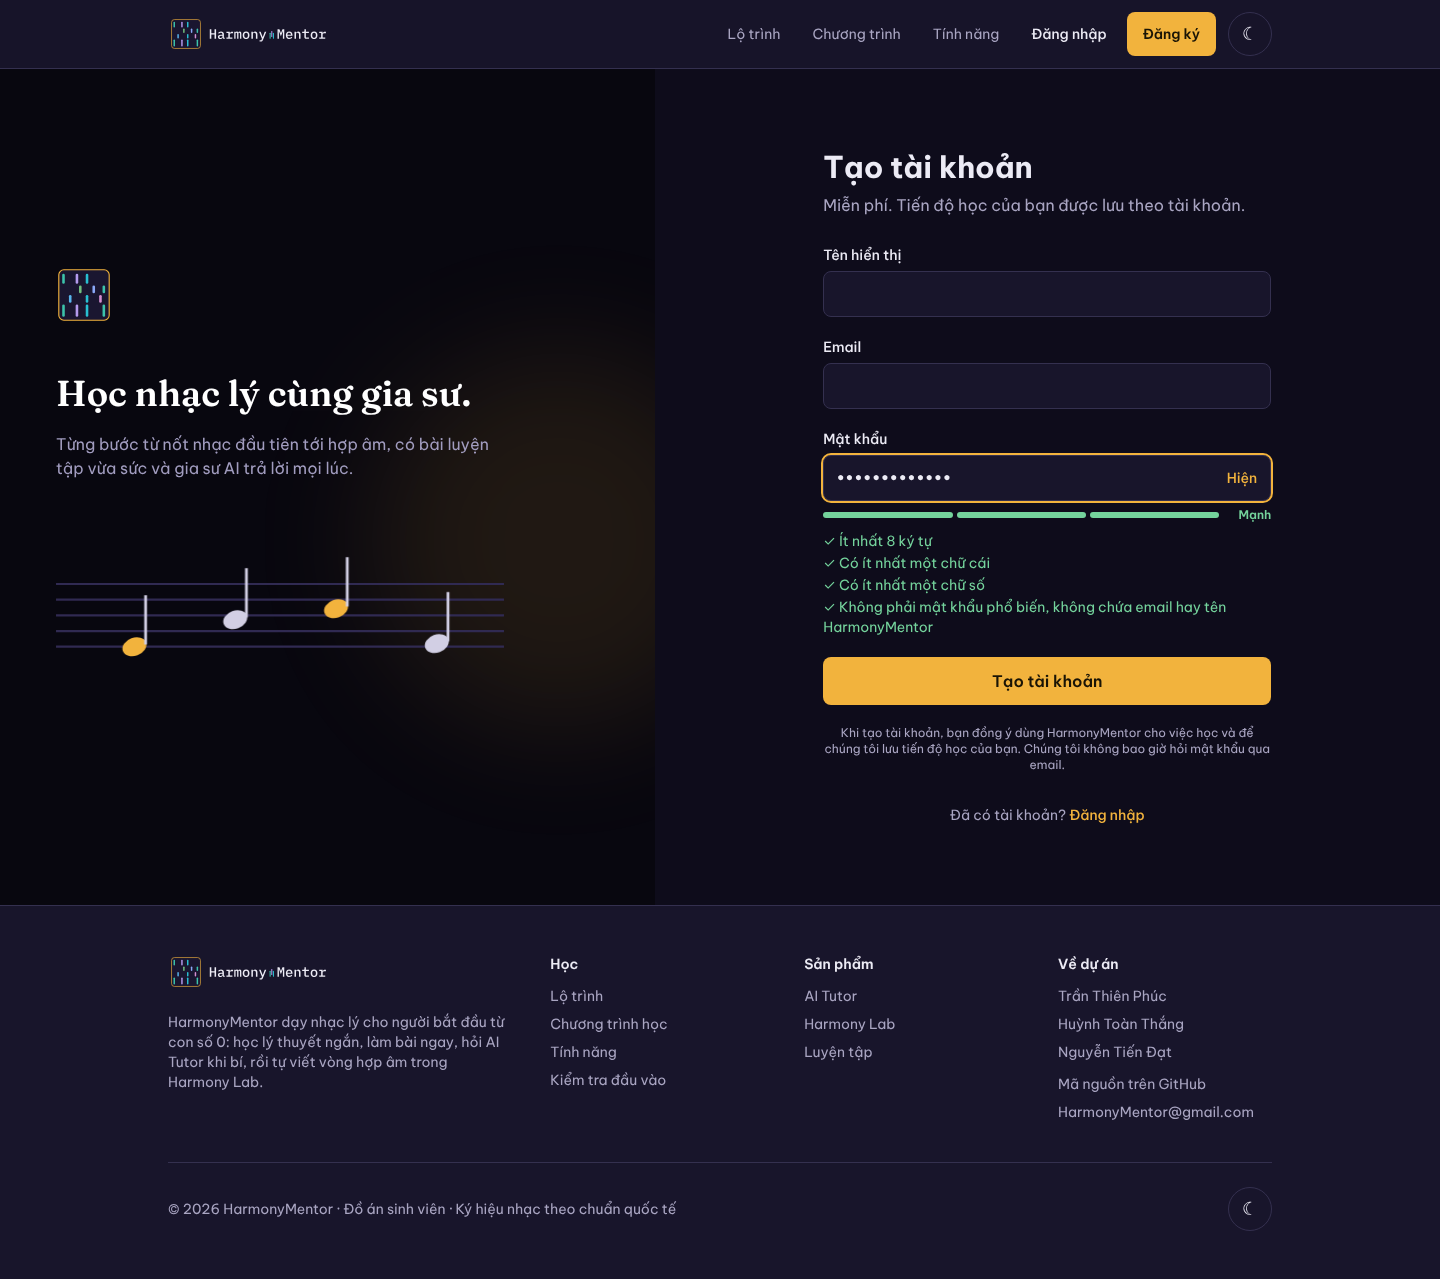 Harmony Mentor
Lộ trình
Chương trình
Tính năng
Đăng nhập
Đăng ký
Học nhạc lý cùng gia sư.
Từng bước từ nốt nhạc đầu tiên tới hợp âm, có bài luyện
tập vừa sức và gia sư AI trả lời mọi lúc.
Tạo tài khoản
Miễn phí. Tiến độ học của bạn được lưu theo tài khoản.
Tên hiển thị
Email
Mật khẩu
•••••••••••••
Hiện
Mạnh
✓ Ít nhất 8 ký tự
✓ Có ít nhất một chữ cái
✓ Có ít nhất một chữ số
✓ Không phải mật khẩu phổ biến, không chứa email hay tên
HarmonyMentor
Tạo tài khoản
Khi tạo tài khoản, bạn đồng ý dùng HarmonyMentor cho việc học và để
chúng tôi lưu tiến độ học của bạn. Chúng tôi không bao giờ hỏi mật khẩu qua
email.
Đã có tài khoản? Đăng nhập
Harmony Mentor
HarmonyMentor dạy nhạc lý cho người bắt đầu từ
con số 0: học lý thuyết ngắn, làm bài ngay, hỏi AI
Tutor khi bí, rồi tự viết vòng hợp âm trong
Harmony Lab.
Học
Lộ trình
Chương trình học
Tính năng
Kiểm tra đầu vào
Sản phẩm
AI Tutor
Harmony Lab
Luyện tập
Về dự án
Trần Thiên Phúc
Huỳnh Toàn Thắng
Nguyễn Tiến Đạt
Mã nguồn trên GitHub
HarmonyMentor@gmail.com
© 2026 HarmonyMentor · Đồ án sinh viên · Ký hiệu nhạc theo chuẩn quốc tế